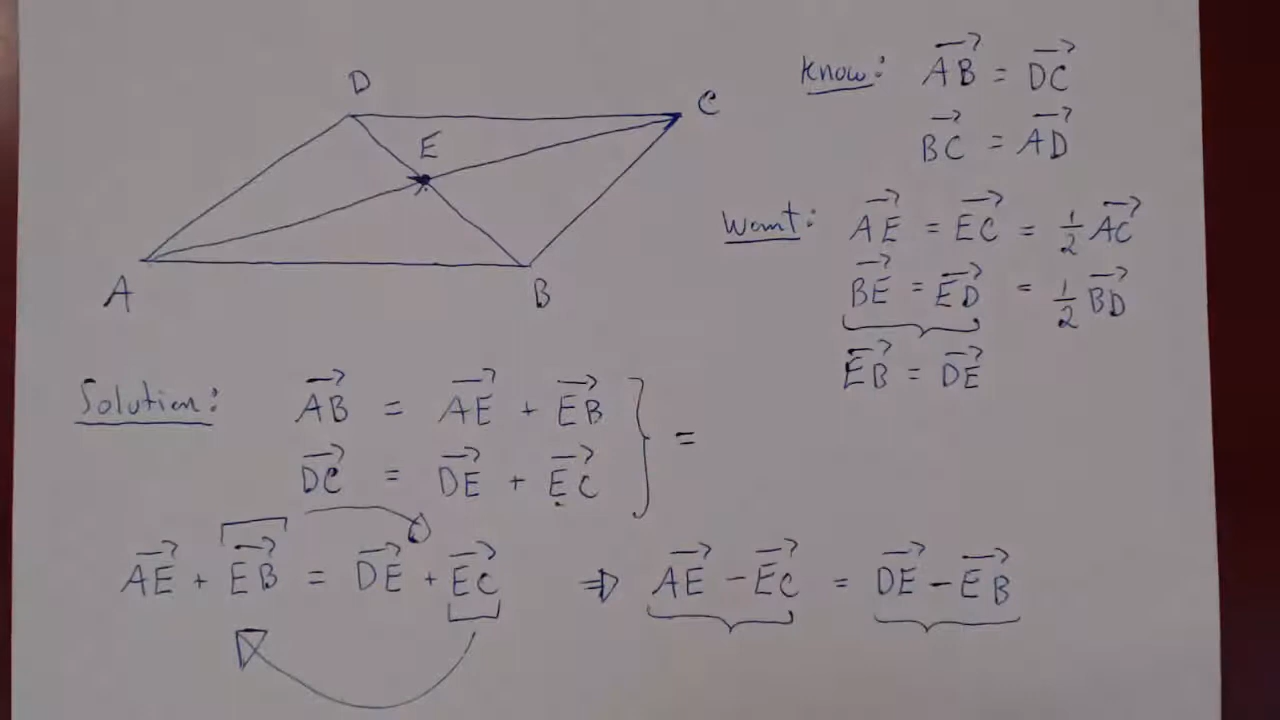 D
C
E
A
B
Know: →AB = →DC
→BC = →AD
Want: →AE = →EC = 1/2 →AC
→BE = →ED = 1/2 →BD
→EB = →DE
Solution: →AB = →AE + →EB
→DC = →DE + →EC
} =
→AE + →EB = →DE + →EC ⇒ →AE - →EC = →DE - →EB